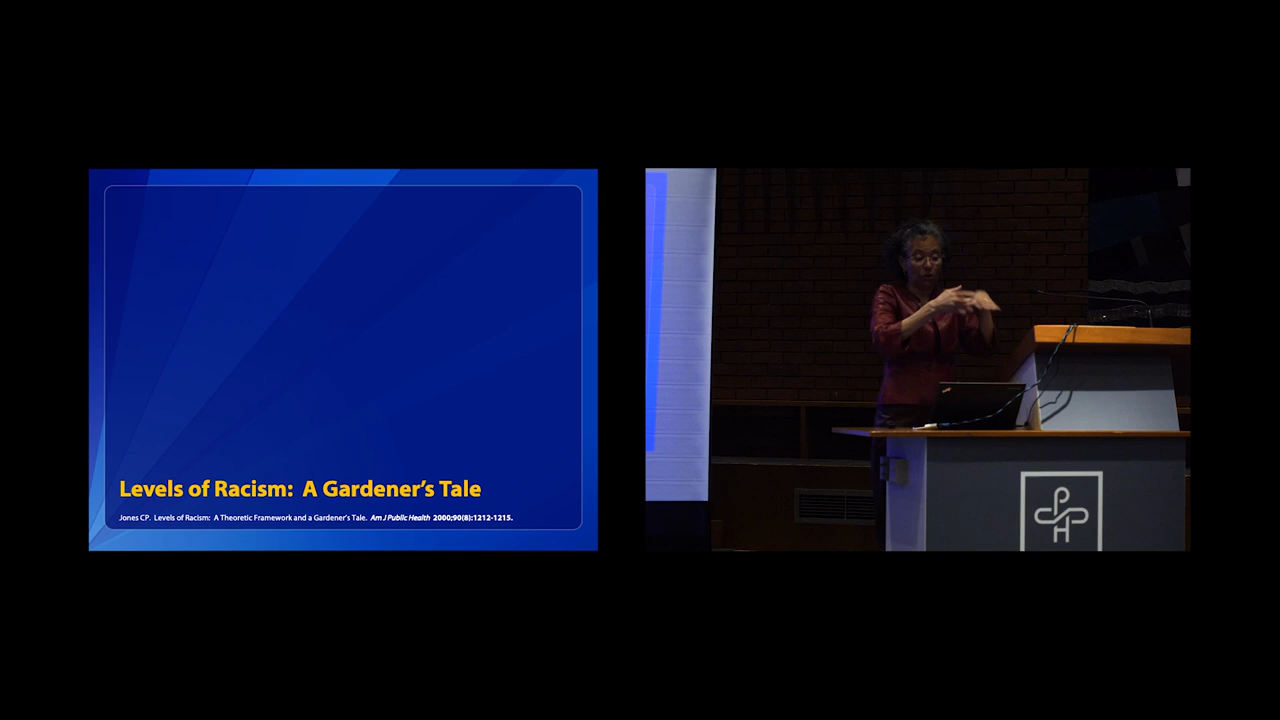 Levels of Racism: A Gardener's Tale
Jones CP. Levels of Racism: A Theoretic Framework and a Gardener's Tale. Am J Public Health 2000;90(8):1212-1215.
P
H